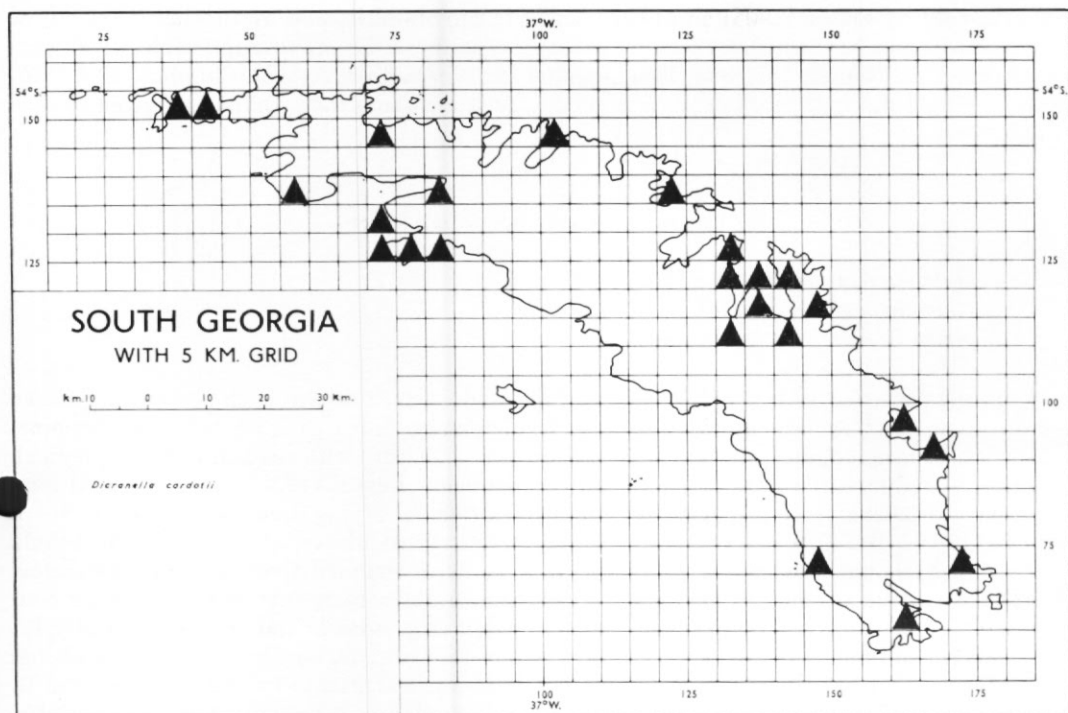 37°W.
25 50 75 100 125 150 175
54°S 54°S.
150 150
125 125
SOUTH GEORGIA
WITH 5 KM. GRID
km.10 0 10 20 30 Km.
100
Dicranella cardotii
75
100 125 150 175
37°W.